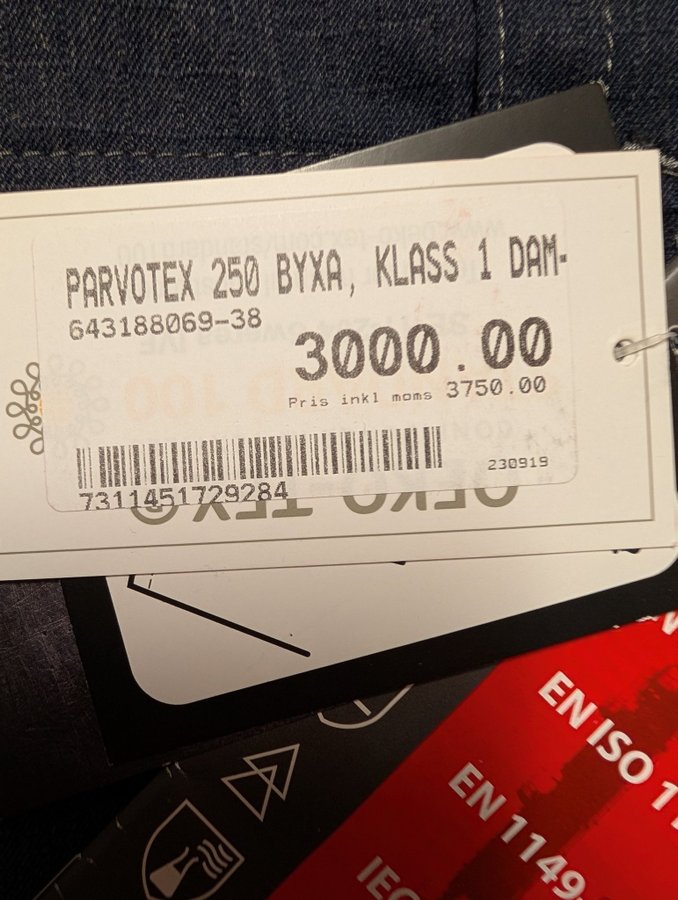 PARVOTEX 250 BYXA, KLASS 1 DAM-
643188069-38
3000.00
Pris inkl moms 3750.00
230919
7311451729284
OEKO-TEX®
EN ISO 11
EN 1149
IEC